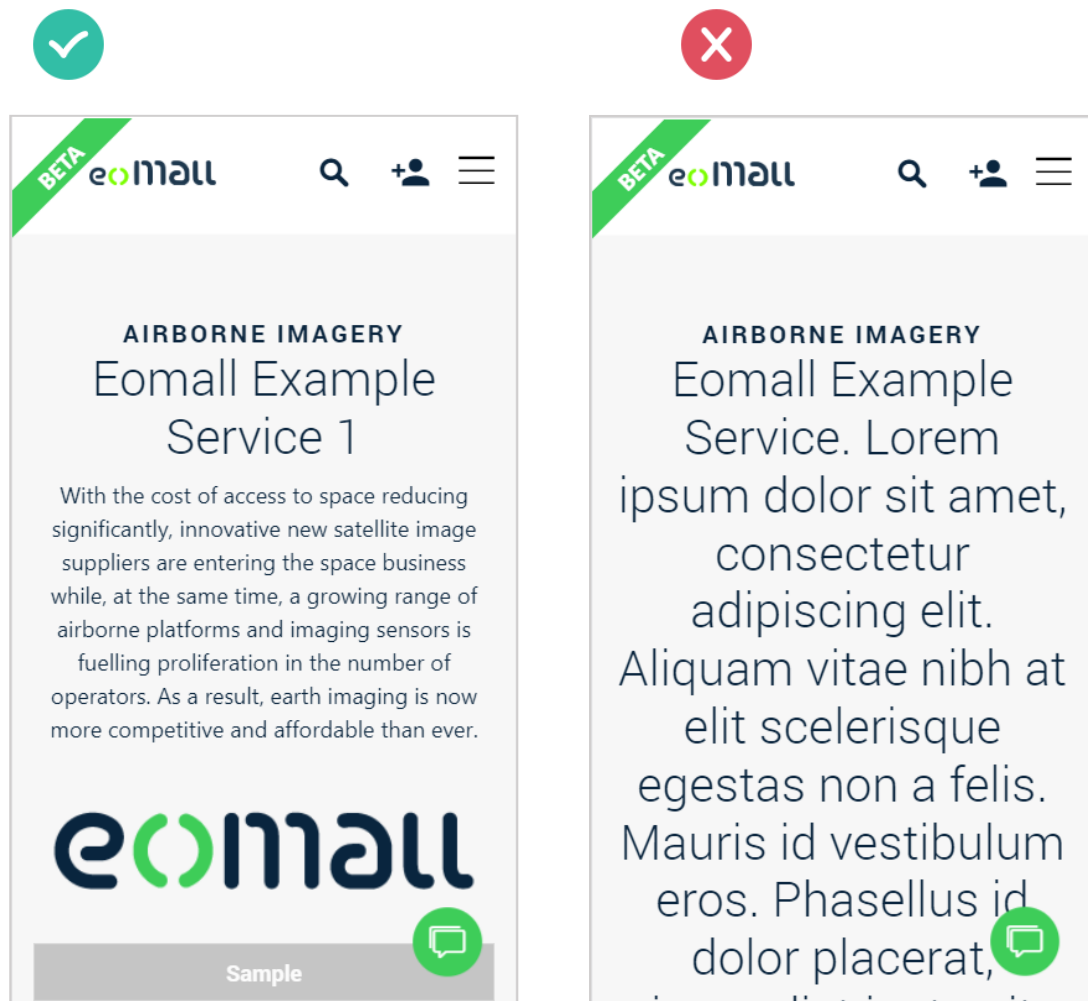 BETA
eomall
AIRBORNE IMAGERY
Eomall Example
Service 1
With the cost of access to space reducing
significantly, innovative new satellite image
suppliers are entering the space business
while, at the same time, a growing range of
airborne platforms and imaging sensors is
fuelling proliferation in the number of
operators. As a result, earth imaging is now
more competitive and affordable than ever.
eomall
Sample
BETA
eomall
AIRBORNE IMAGERY
Eomall Example
Service. Lorem
ipsum dolor sit amet,
consectetur
adipiscing elit.
Aliquam vitae nibh at
elit scelerisque
egestas non a felis.
Mauris id vestibulum
eros. Phasellus id
dolor placerat,